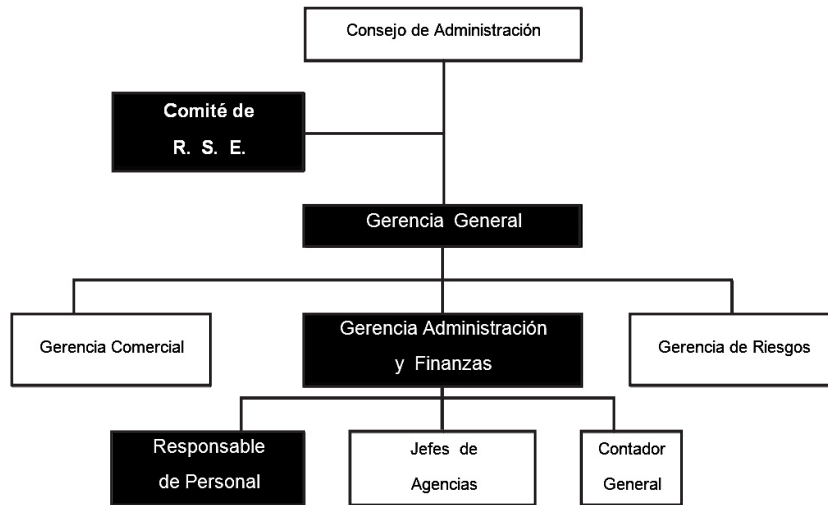 Consejo de Administración
Comité de
R. S. E.
Gerencia General
Gerencia Comercial
Gerencia Administración
y Finanzas
Gerencia de Riesgos
Responsable
de Personal
Jefes de
Agencias
Contador
General